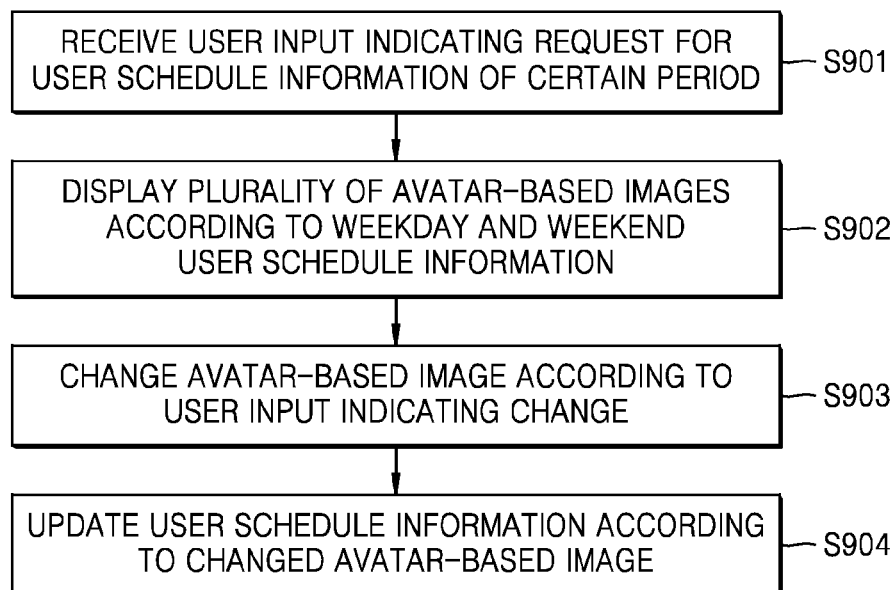 RECEIVE USER INPUT INDICATING REQUEST FOR
USER SCHEDULE INFORMATION OF CERTAIN PERIOD
S901
DISPLAY PLURALITY OF AVATAR-BASED IMAGES
ACCORDING TO WEEKDAY AND WEEKEND
USER SCHEDULE INFORMATION
S902
CHANGE AVATAR-BASED IMAGE ACCORDING TO
USER INPUT INDICATING CHANGE
S903
UPDATE USER SCHEDULE INFORMATION ACCORDING
TO CHANGED AVATAR-BASED IMAGE
S904